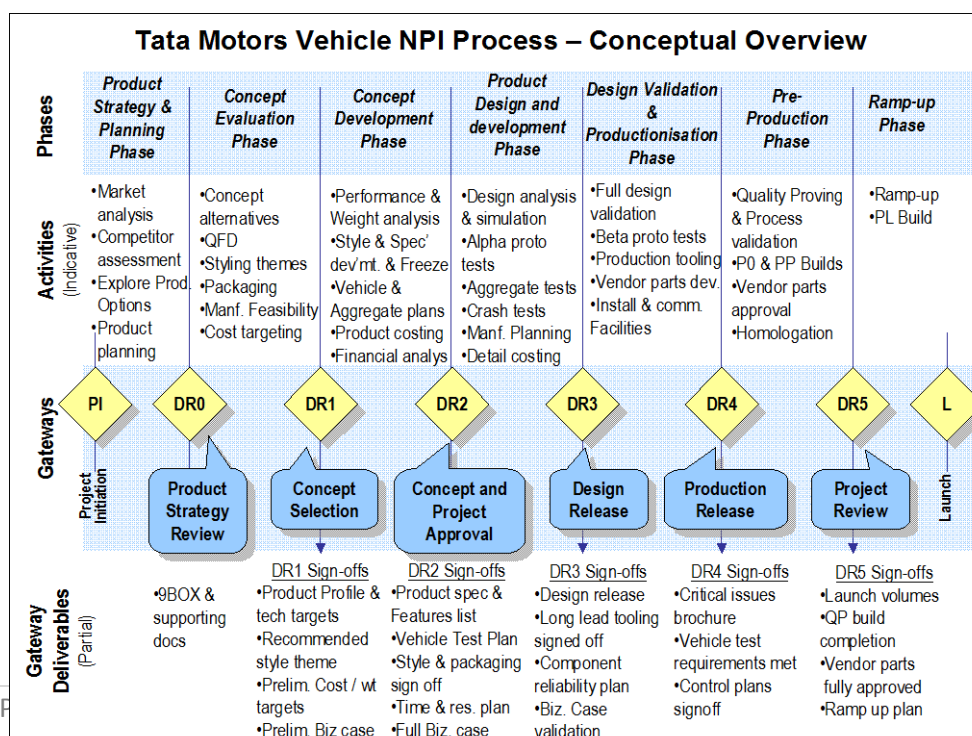 Tata Motors Vehicle NPI Process – Conceptual Overview
Phases
Product
Strategy &
Planning
Phase
Concept
Evaluation
Phase
Concept
Development
Phase
Product
Design and
development
Phase
Design Validation
&
Productionisation
Phase
Pre-
Production
Phase
Ramp-up
Phase
Activities
(Indicative)
•Market
analysis
•Competitor
assessment
•Explore Prod.
Options
•Product
planning
•Concept
alternatives
•QFD
•Styling themes
•Packaging
•Manf. Feasibility
•Cost targeting
•Performance &
Weight analysis
•Style & Spec'
dev'mt. & Freeze
•Vehicle &
Aggregate plans
•Product costing
•Financial analys
•Design analysis
& simulation
•Alpha proto
tests
•Aggregate tests
•Crash tests
•Manf. Planning
•Detail costing
•Full design
validation
•Beta proto tests
•Production tooling
•Vendor parts dev.
•Install & comm.
Facilities
•Quality Proving
& Process
validation
•P0 & PP Builds
•Vendor parts
approval
•Homologation
•Ramp-up
•PL Build
Gateways
PI
DR0
DR1
DR2
DR3
DR4
DR5
L
Project
Initiation
Product
Strategy
Review
Concept
Selection
Concept and
Project
Approval
Design
Release
Production
Release
Project
Review
Launch
Gateway
Deliverables
(Partial)
•9BOX &
supporting
docs
DR1 Sign-offs
•Product Profile &
tech targets
•Recommended
style theme
•Prelim. Cost / wt
targets
•Prelim. Biz case
DR2 Sign-offs
•Product spec &
Features list
•Vehicle Test Plan
•Style & packaging
sign off
•Time & res. plan
•Full Biz. case
DR3 Sign-offs
•Design release
•Long lead tooling
signed off
•Component
reliability plan
•Biz. Case
validation
DR4 Sign-offs
•Critical issues
brochure
•Vehicle test
requirements met
•Control plans
signoff
DR5 Sign-offs
•Launch volumes
•QP build
completion
•Vendor parts
fully approved
•Ramp up plan